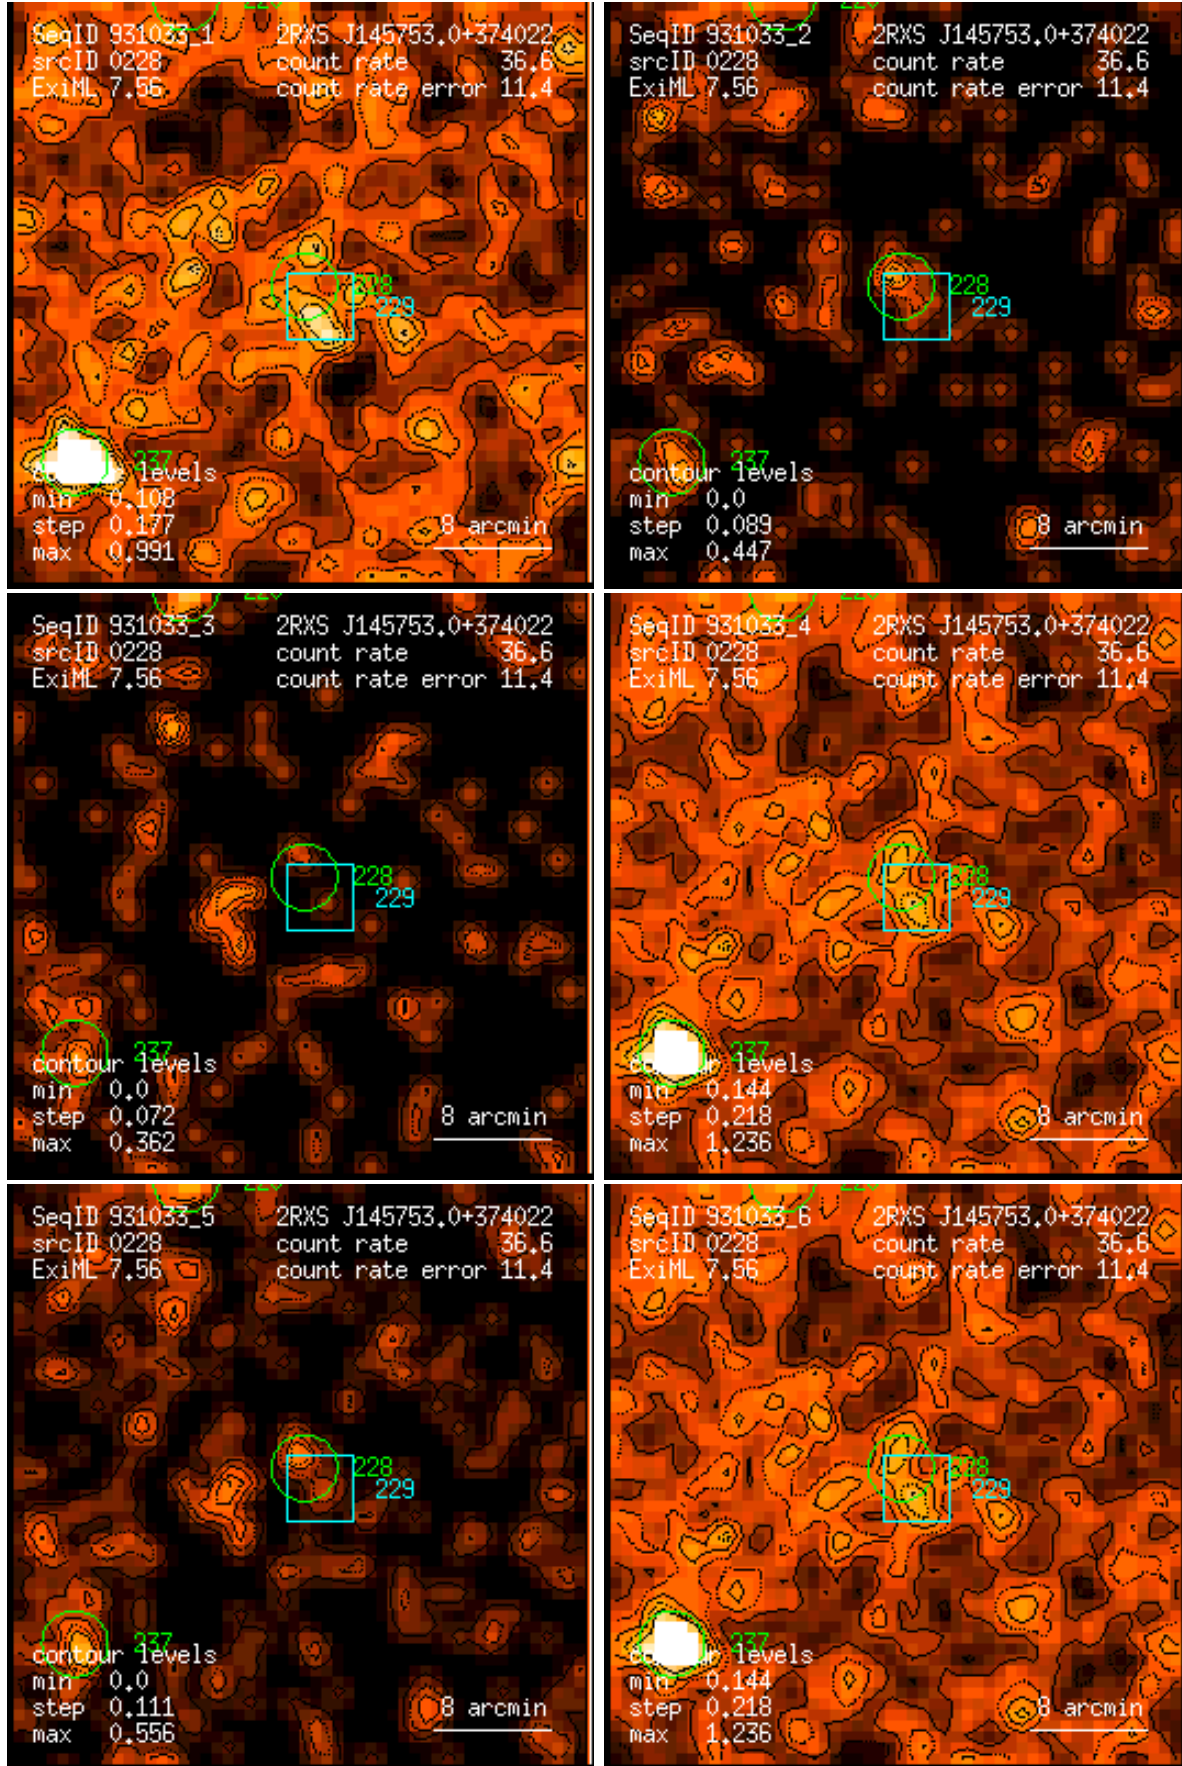 SeqID 931033_1 2RXS J145753.0+374022
srcID 0228 count rate 36.6
ExiML 7.56 count rate error 11.4
228
229
237
contour levels
min 0.108
step 0.177 8 arcmin
max 0.991
SeqID 931033_2 2RXS J145753.0+374022
srcID 0228 count rate 36.6
ExiML 7.56 count rate error 11.4
228
229
237
contour levels
min 0.0
step 0.089 8 arcmin
max 0.447
SeqID 931033_3 2RXS J145753.0+374022
srcID 0228 count rate 36.6
ExiML 7.56 count rate error 11.4
228
229
237
contour levels
min 0.0
step 0.072 8 arcmin
max 0.362
SeqID 931033_4 2RXS J145753.0+374022
srcID 0228 count rate 36.6
ExiML 7.56 count rate error 11.4
228
229
237
contour levels
min 0.144
step 0.218 8 arcmin
max 1.236
SeqID 931033_5 2RXS J145753.0+374022
srcID 0228 count rate 36.6
ExiML 7.56 count rate error 11.4
228
229
237
contour levels
min 0.0
step 0.111 8 arcmin
max 0.556
SeqID 931033_6 2RXS J145753.0+374022
srcID 0228 count rate 36.6
ExiML 7.56 count rate error 11.4
228
229
237
contour levels
min 0.144
step 0.218 8 arcmin
max 1.236